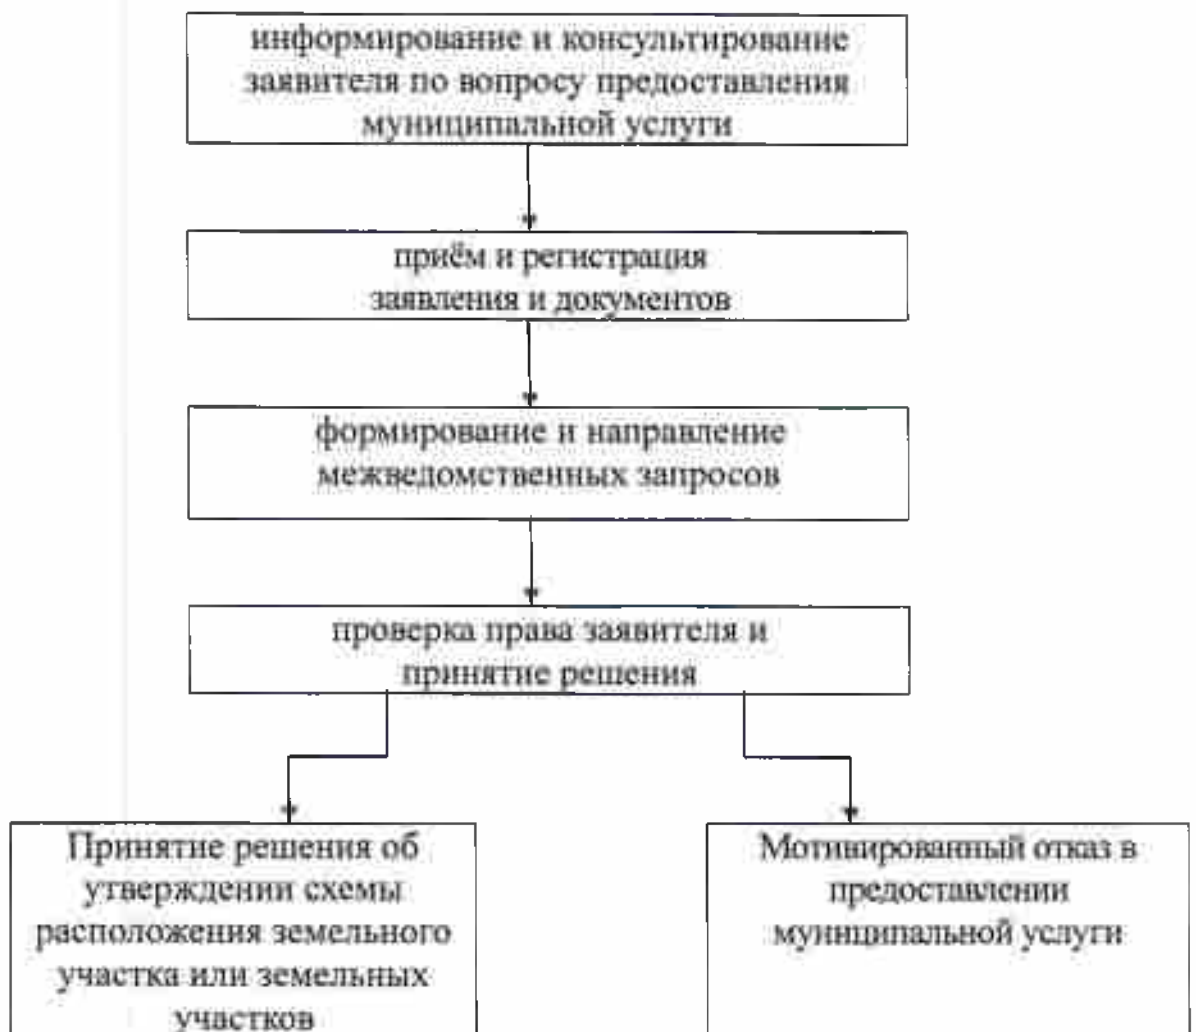 информирование и консультирование
заявителя по вопросу предоставления
муниципальной услуги
приём и регистрация
заявления и документов
формирование и направление
межведомственных запросов
проверка права заявителя и
принятие решения
Принятие решения об
утверждении схемы
расположения земельного
участка или земельных
участков
Мотивированный отказ в
предоставлении
муниципальной услуги